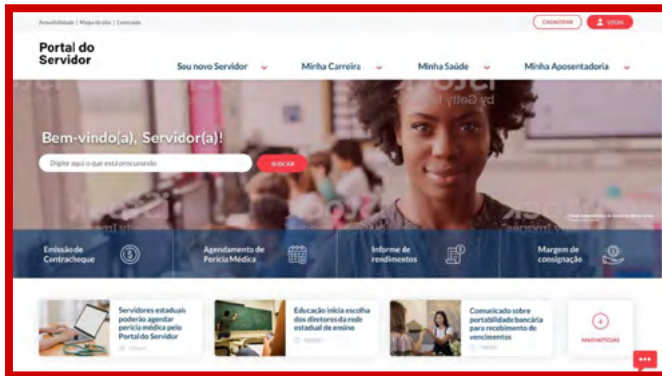 Acessibilidade | Mapa do site | Contraste
CADASTRAR
LOGIN
Portal do
Servidor
Sou novo Servidor
Minha Carreira
Minha Saúde
Minha Aposentadoria
by Getty I
Bem-vindo(a), Servidor(a)!
Digite aqui o que está procurando
BUSCAR
Emissão de
Contracheque
Agendamento de
Perícia Médica
Informe de
rendimentos
Margem de
consignação
Servidores estaduais
poderão agendar
perícia médica pelo
Portal do Servidor
Educação inicia escolha
dos diretores da rede
estadual de ensino
Comunicado sobre
portabilidade bancária
para recebimento de
vencimentos
MAIS NOTÍCIAS